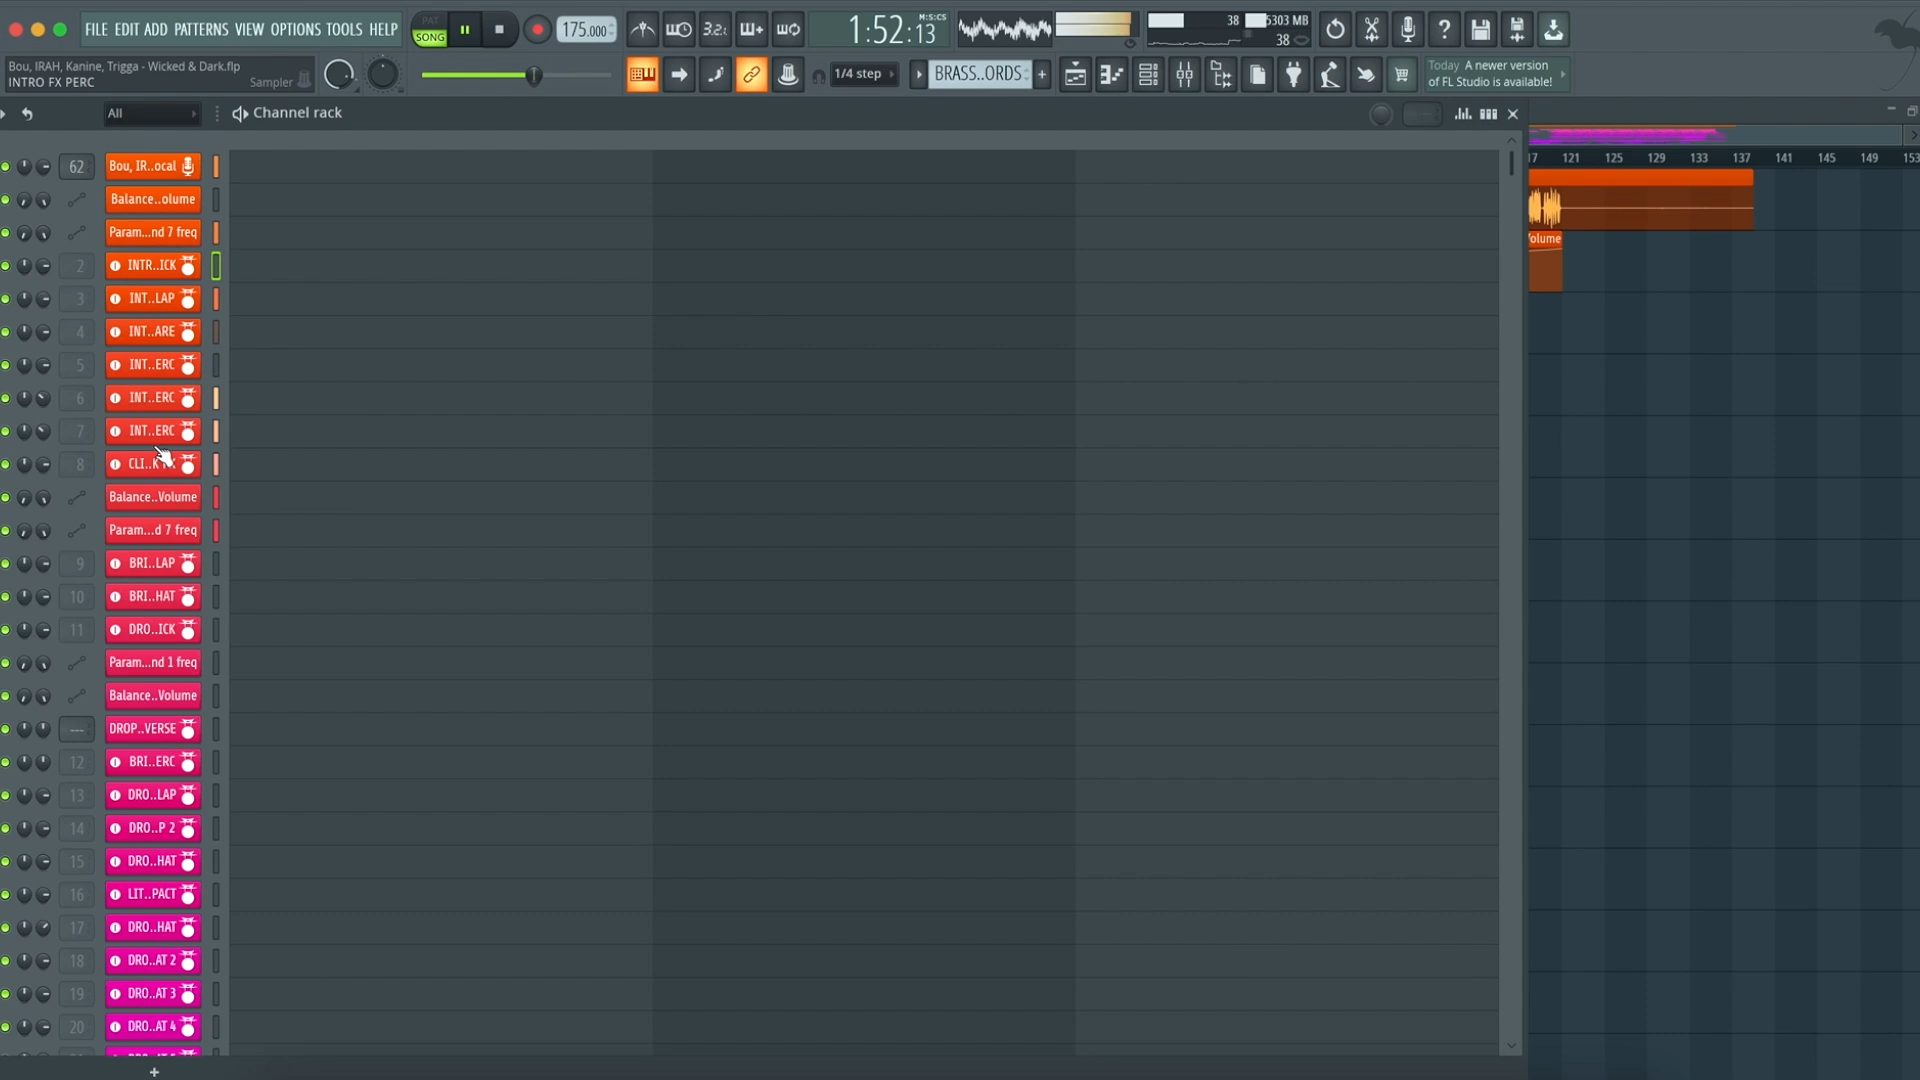 FILE EDIT ADD PATTERNS VIEW OPTIONS TOOLS HELP
PAT
SONG
175.000
3.2
1:52:13
M:S:CS
38
5303 MB
38
Bou, IRAH, Kanine, Trigga - Wicked & Dark.flp
INTRO FX PERC
Sampler
1/4 step
BRASS..ORDS
Today A newer version
of FL Studio is available!
All
Channel rack
62 Bou, IR..ocal
Balance..olume
Param...nd 7 freq
2 INTR..ICK
3 INT..LAP
4 INT..ARE
5 INT..ERC
6 INT..ERC
7 INT..ERC
8
Balance..Volume
Param...d 7 freq
9 BRI..LAP
10 BRI..HAT
11 DRO..ICK
Param...nd 1 freq
Balance..Volume
--- DROP..VERSE
12 BRI..ERC
13 DRO..LAP
14 DRO..P 2
15 DRO..HAT
16 LIT..PACT
17 DRO..HAT
18 DRO..AT 2
19 DRO..AT 3
20 DRO..AT 4
17 121 125 129 133 137 141 145 149 153
olume